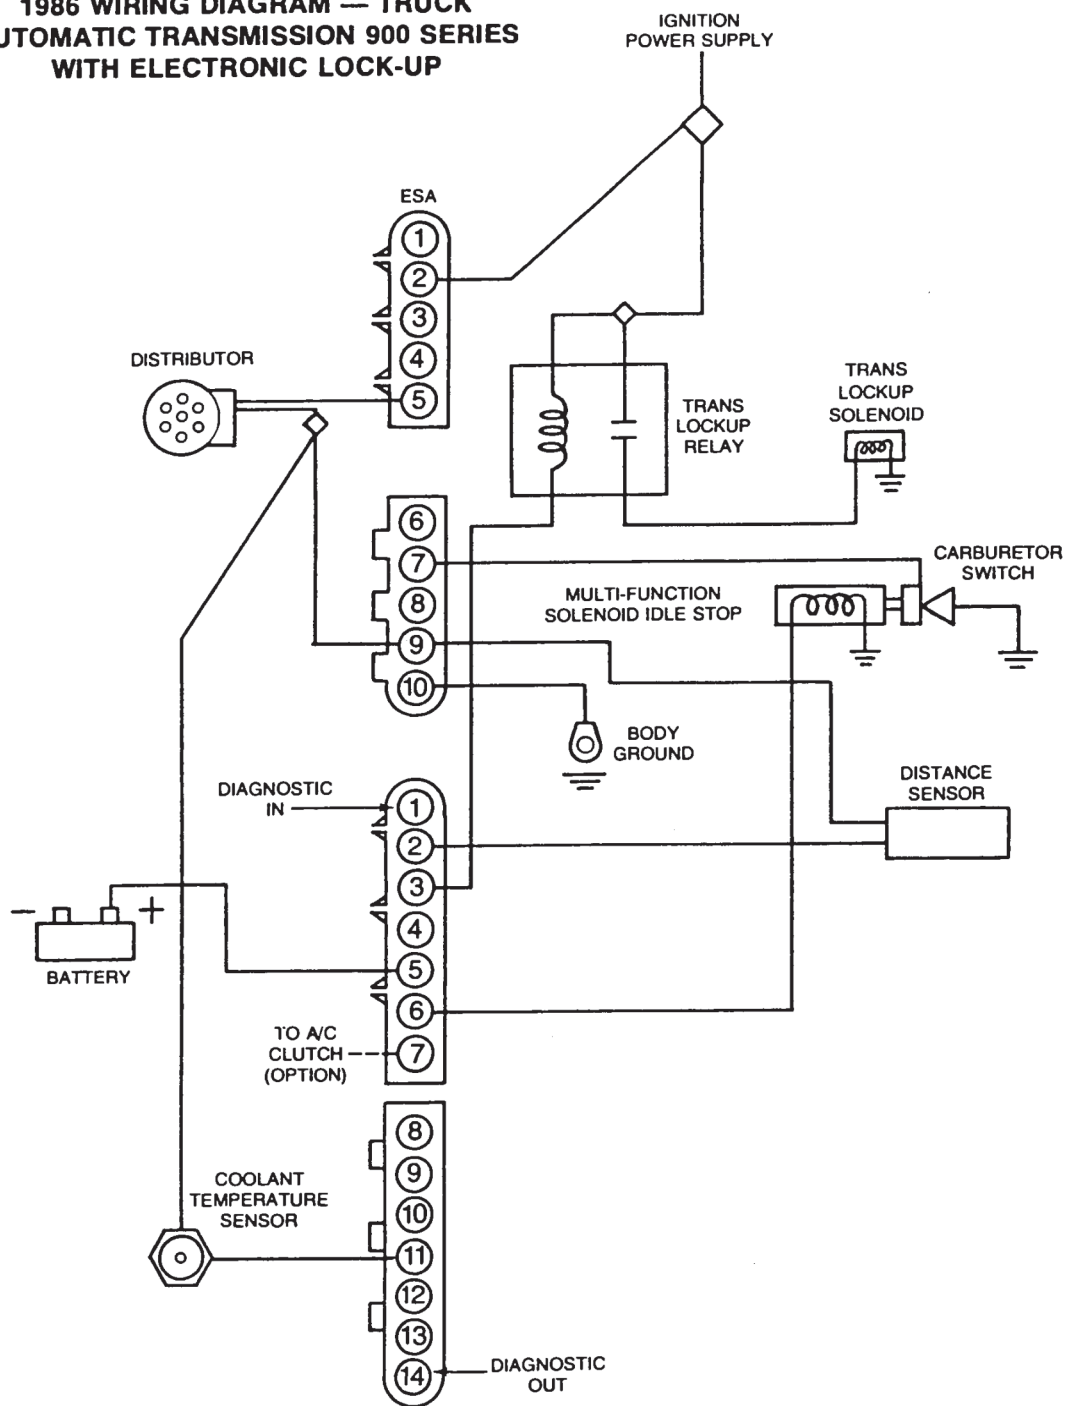 1986 WIRING DIAGRAM — TRUCK
UTOMATIC TRANSMISSION 900 SERIES
WITH ELECTRONIC LOCK-UP
IGNITION
POWER SUPPLY
ESA
1
2
3
4
5
DISTRIBUTOR
TRANS
LOCKUP
RELAY
TRANS
LOCKUP
SOLENOID
6
7
8
9
10
MULTI-FUNCTION
SOLENOID IDLE STOP
CARBURETOR
SWITCH
BODY
GROUND
DISTANCE
SENSOR
DIAGNOSTIC
IN
1
2
3
4
5
6
7
− +
BATTERY
TO A/C
CLUTCH
(OPTION)
8
9
10
11
12
13
14
COOLANT
TEMPERATURE
SENSOR
DIAGNOSTIC
OUT